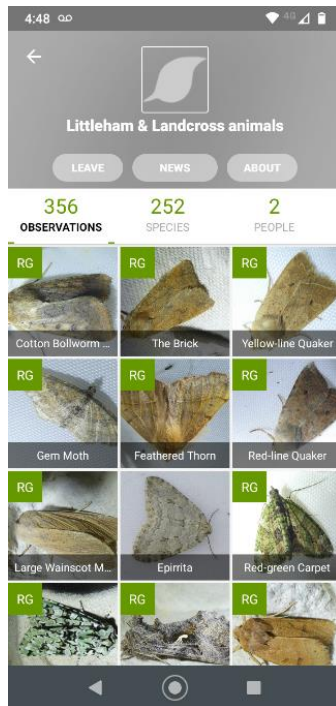 4:48
4G
Littleham & Landcross animals
LEAVE NEWS ABOUT
356 252 2
OBSERVATIONS SPECIES PEOPLE
RG RG RG
Cotton Bollworm ... The Brick Yellow-line Quaker
RG RG RG
Gem Moth Feathered Thorn Red-line Quaker
RG RG
Large Wainscot M... Epirrita Red-green Carpet
RG RG RG